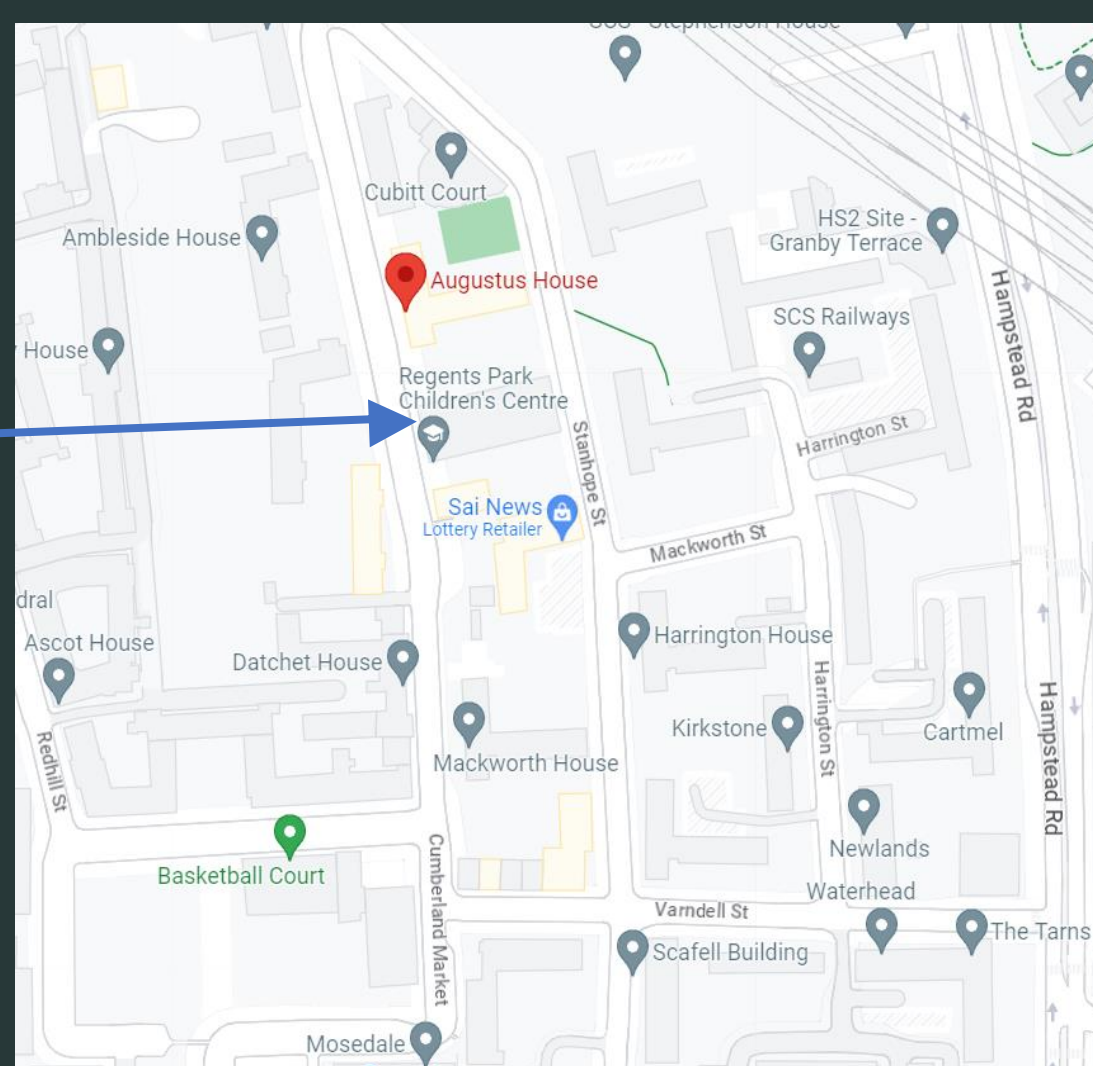 Stephenson House
Cubitt Court
Ambleside House
HS2 Site -
Granby Terrace
Augustus House
Hampstead Rd
SCS Railways
House
Regents Park
Children's Centre
Harrington St
Stanhope St
Sai News
Lottery Retailer
Mackworth St
dral
Ascot House
Datchet House
Harrington House
Harrington St
Hampstead Rd
Kirkstone
Cartmel
Redhill St
Mackworth House
Newlands
Basketball Court
Cumberland Market
Waterhead
Varndell St
The Tarns
Scafell Building
Mosedale